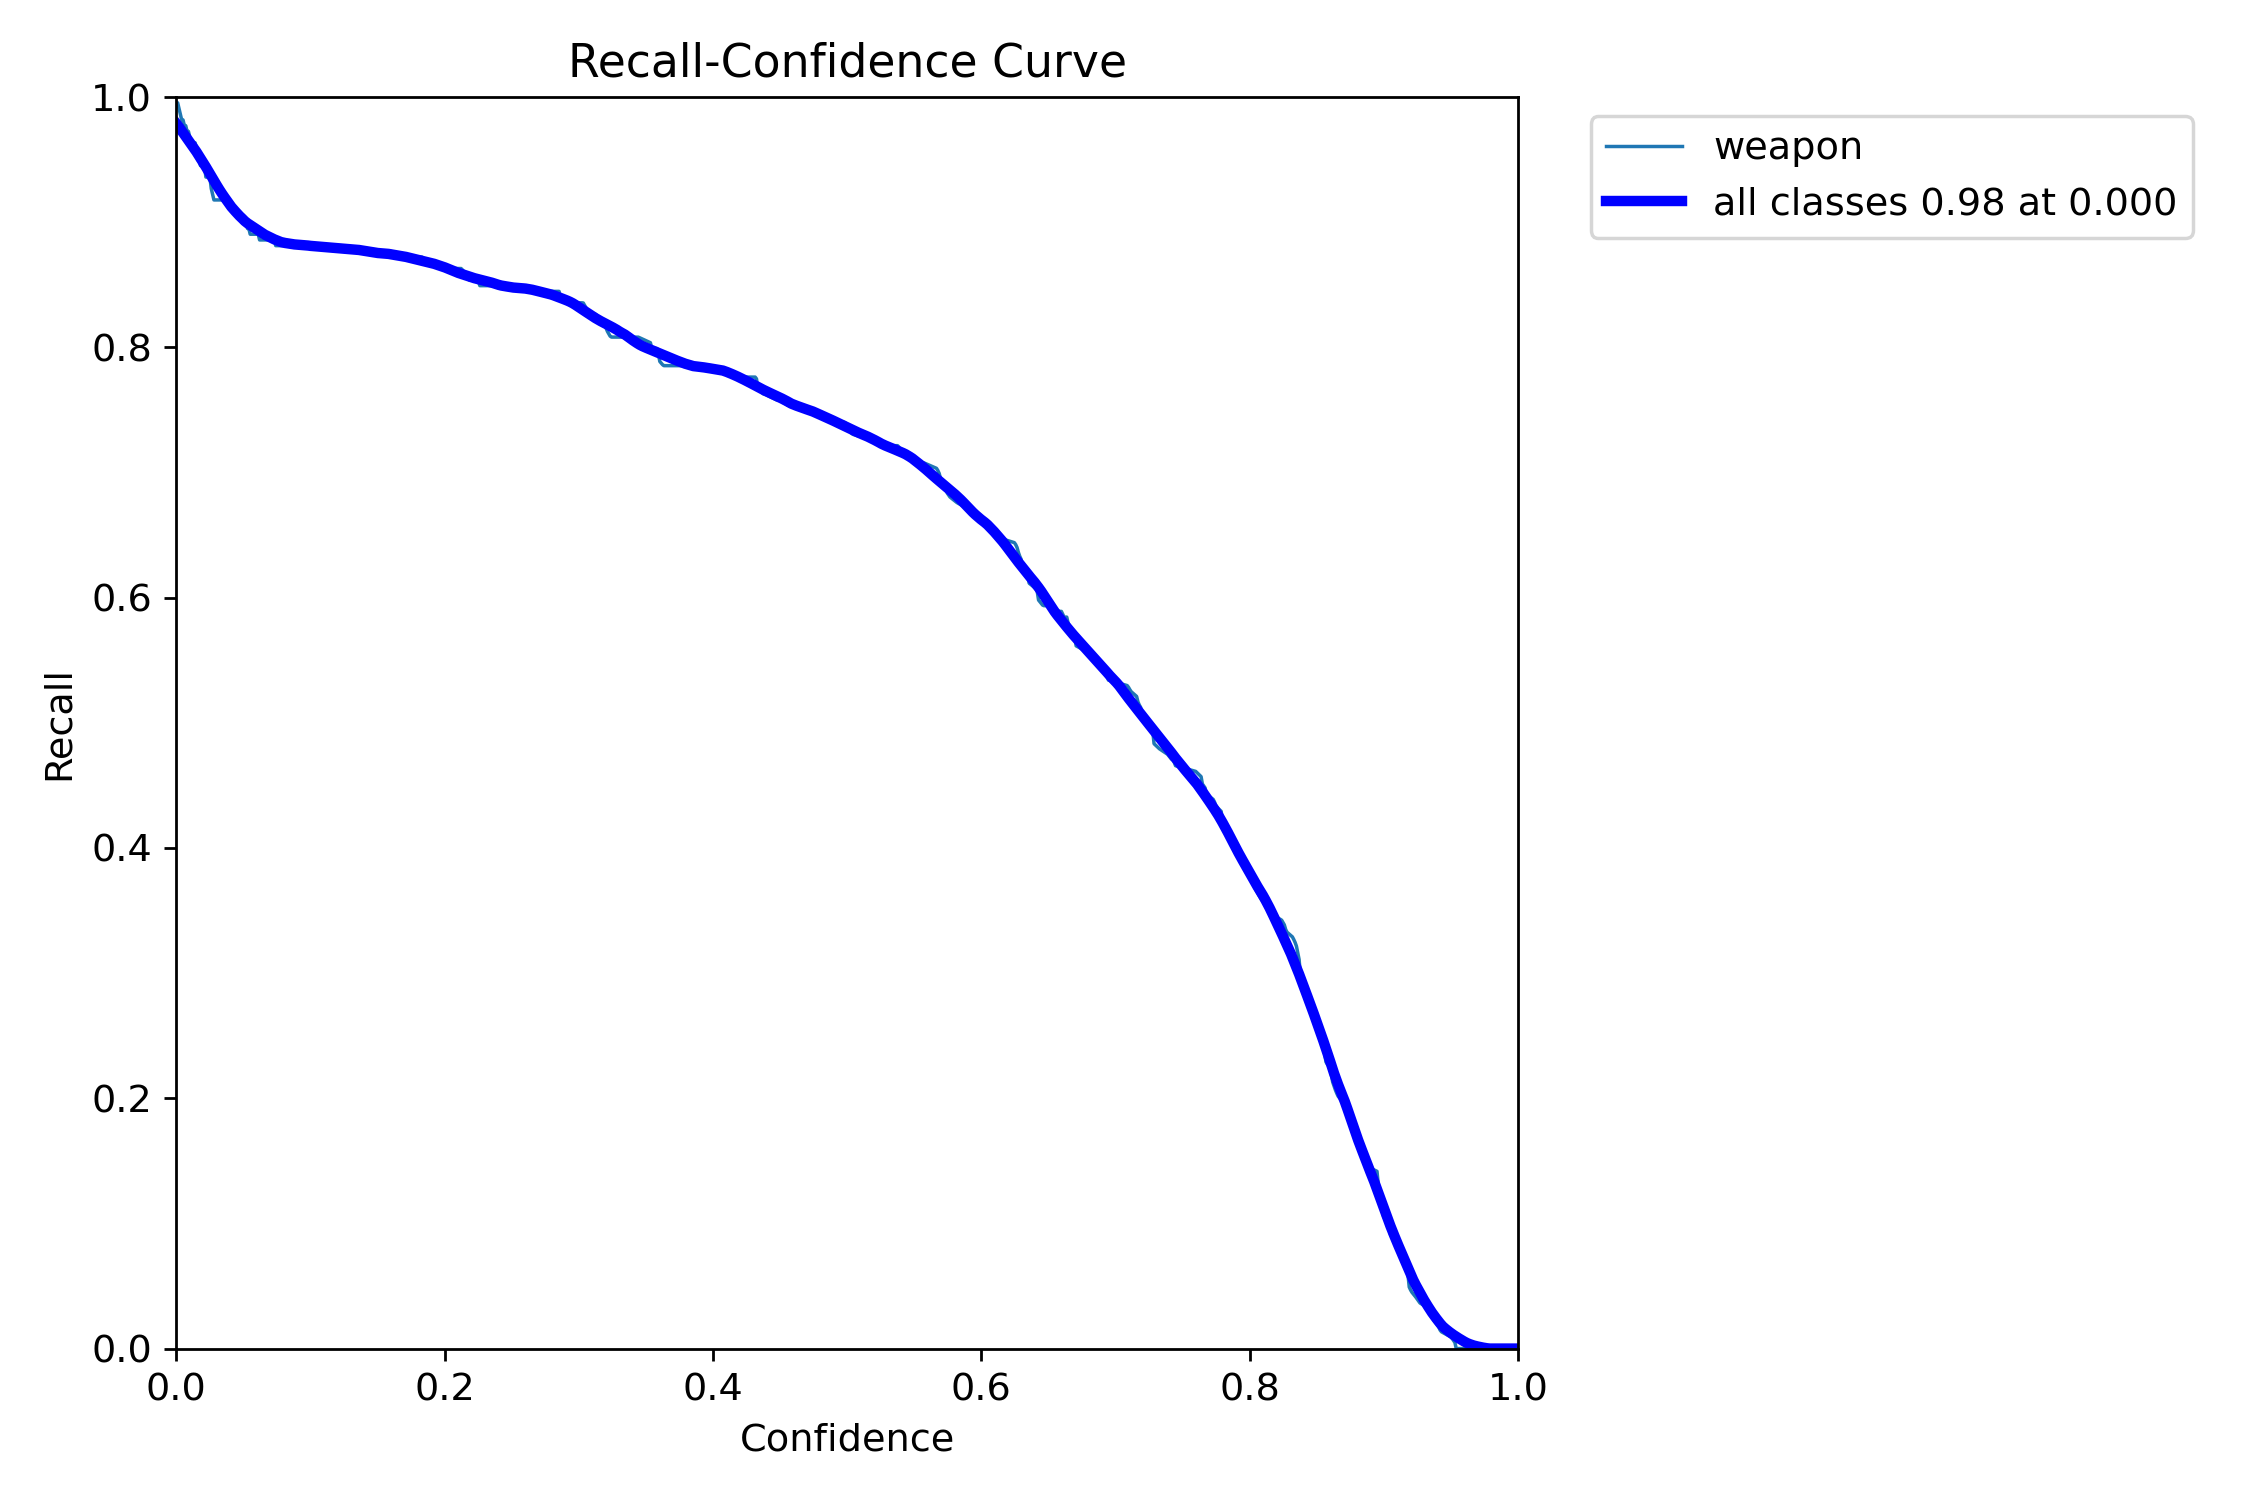 Recall-Confidence Curve
1.0
0.8
0.6
0.4
0.2
0.0
Recall
0.0 0.2 0.4 0.6 0.8 1.0
Confidence
weapon
all classes 0.98 at 0.000